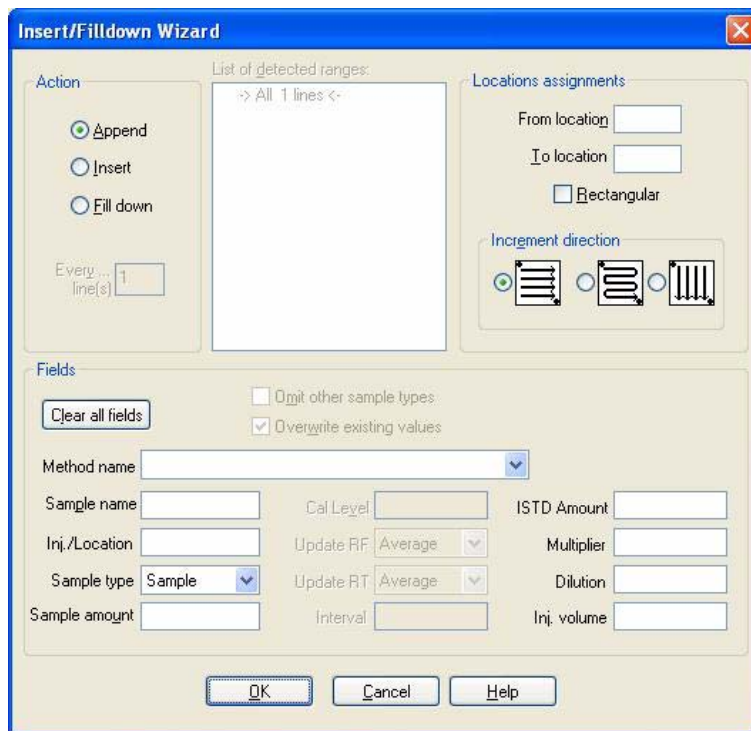 Insert/Filldown Wizard
Action
Append
Insert
Fill down
Every ...
line(s)
1
List of detected ranges:
-> All 1 lines <-
Locations assignments
From location
To location
Rectangular
Increment direction
Fields
Clear all fields
Omit other sample types
Overwrite existing values
Method name
Sample name
Cal Level
ISTD Amount
Inj./Location
Update RF Average
Multiplier
Sample type Sample
Update RT Average
Dilution
Sample amount
Interval
Inj. volume
OK
Cancel
Help